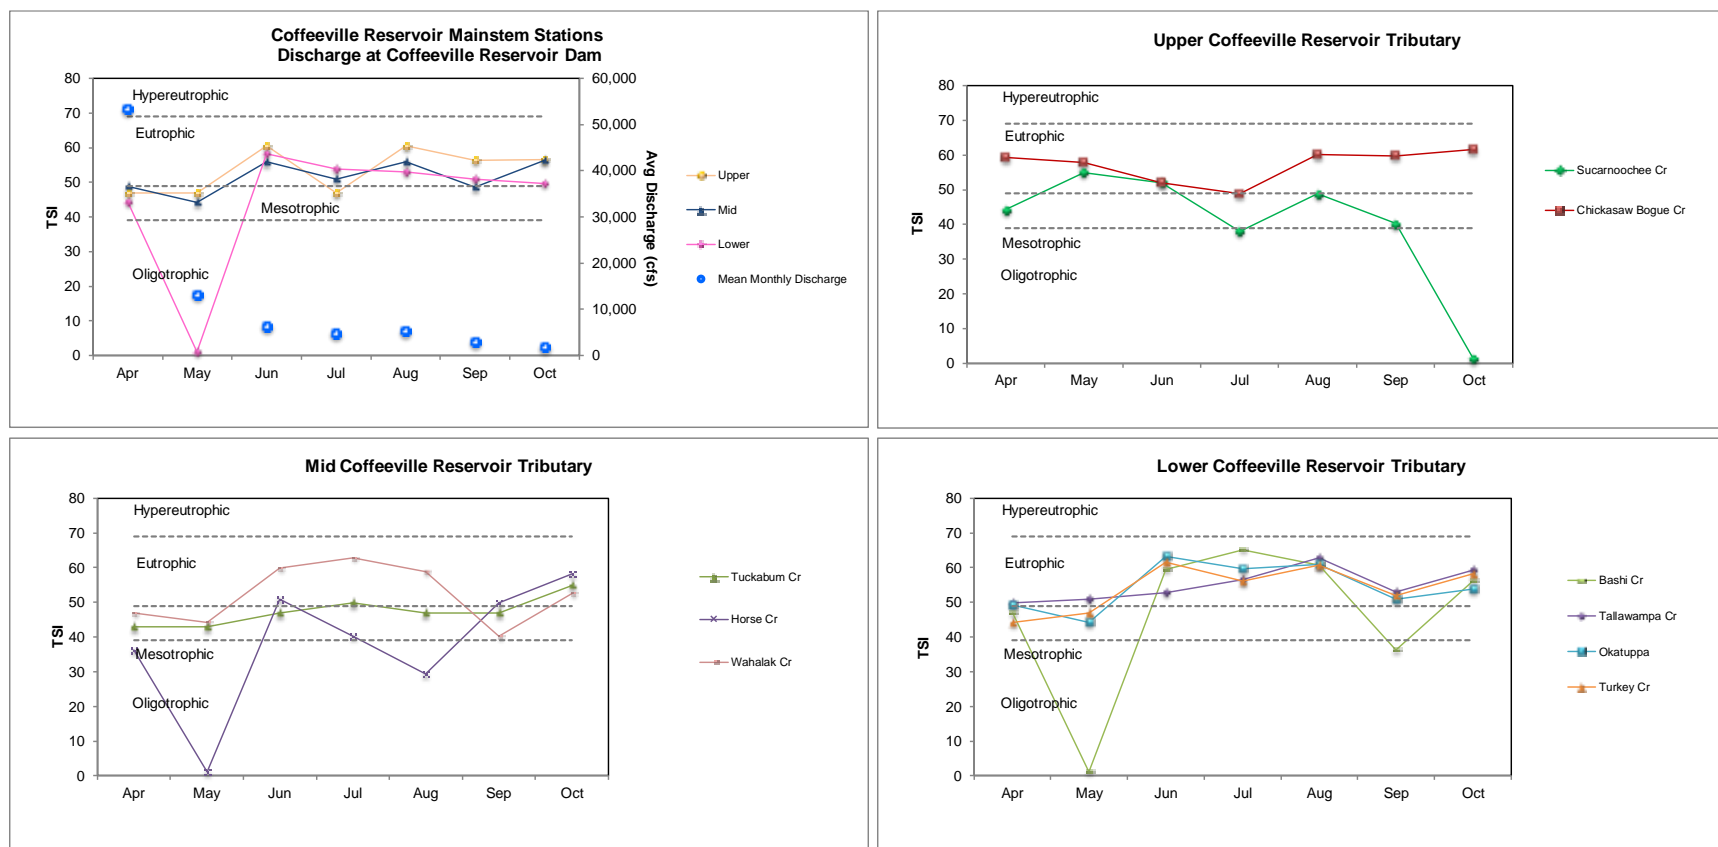 Coffeeville Reservoir Mainstem Stations
Discharge at Coffeeville Reservoir Dam
80
70
60
50
40
30
20
10
0
TSI
Hypereutrophic
Eutrophic
Mesotrophic
Oligotrophic
60,000
50,000
40,000
30,000
20,000
10,000
0
Avg Discharge (cfs)
Apr May Jun Jul Aug Sep Oct
Upper
Mid
Lower
Mean Monthly Discharge
Upper Coffeeville Reservoir Tributary
80
70
60
50
40
30
20
10
0
TSI
Hypereutrophic
Eutrophic
Mesotrophic
Oligotrophic
Apr May Jun Jul Aug Sep Oct
Sucarnoochee Cr
Chickasaw Bogue Cr
Mid Coffeeville Reservoir Tributary
80
70
60
50
40
30
20
10
0
TSI
Hypereutrophic
Eutrophic
Mesotrophic
Oligotrophic
Apr May Jun Jul Aug Sep Oct
Tuckabum Cr
Horse Cr
Wahalak Cr
Lower Coffeeville Reservoir Tributary
80
70
60
50
40
30
20
10
0
TSI
Hypereutrophic
Eutrophic
Mesotrophic
Oligotrophic
Apr May Jun Jul Aug Sep Oct
Bashi Cr
Tallawampa Cr
Okatuppa
Turkey Cr